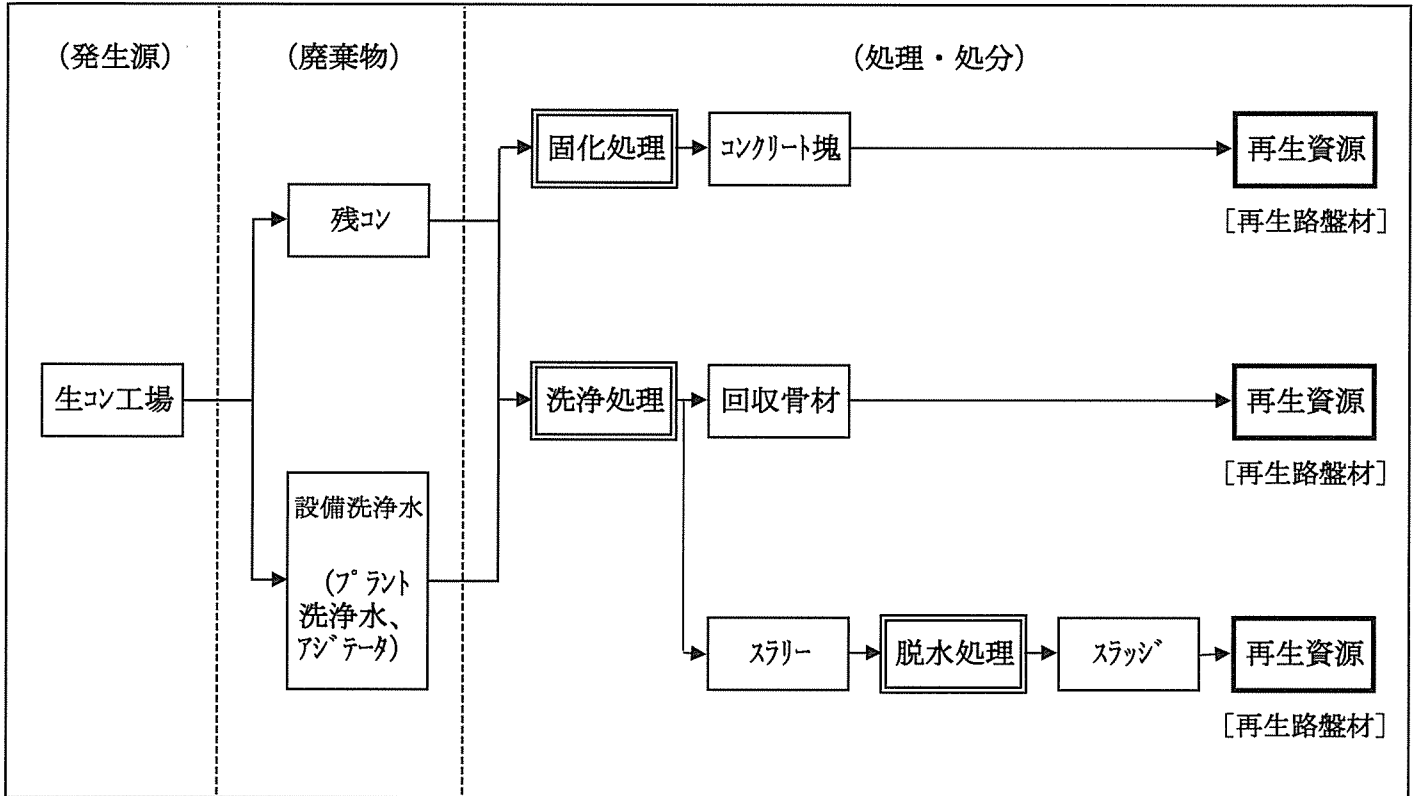 (発生源)
(廃棄物)
(処理・処分)
固化処理
コンクリート塊
再生資源
[再生路盤材]
残コン
生コン工場
洗浄処理
回収骨材
再生資源
[再生路盤材]
設備洗浄水
(プラント
洗浄水、
アジテータ)
スラリー
脱水処理
スラッジ
再生資源
[再生路盤材]